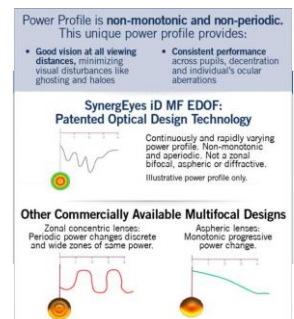 Power Profile is non-monotonic and non-periodic.
This unique power profile provides:
• Good vision at all viewing
distances, minimizing
visual disturbances like
ghosting and haloes
• Consistent performance
across pupils, decentration
and individual's ocular
aberrations
SynergEyes iD MF EDOF:
Patented Optical Design Technology
Continuously and rapidly varying
power profile. Non-monotonic
and aperiodic. Not a zonal
bifocal, aspheric or diffractive.
Illustrative power profile only.
Other Commercially Available Multifocal Designs
Zonal concentric lenses:
Periodic power changes discrete
and wide zones of same power.
Aspheric lenses:
Monotonic progressive
power change.